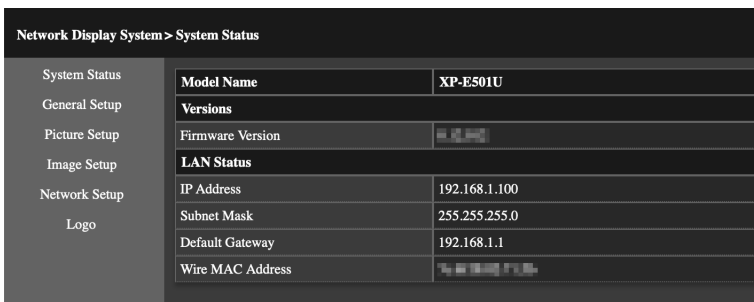 Network Display System > System Status
System Status
General Setup
Picture Setup
Image Setup
Network Setup
Logo
Model Name XP-E501U
Versions
Firmware Version
LAN Status
IP Address 192.168.1.100
Subnet Mask 255.255.255.0
Default Gateway 192.168.1.1
Wire MAC Address